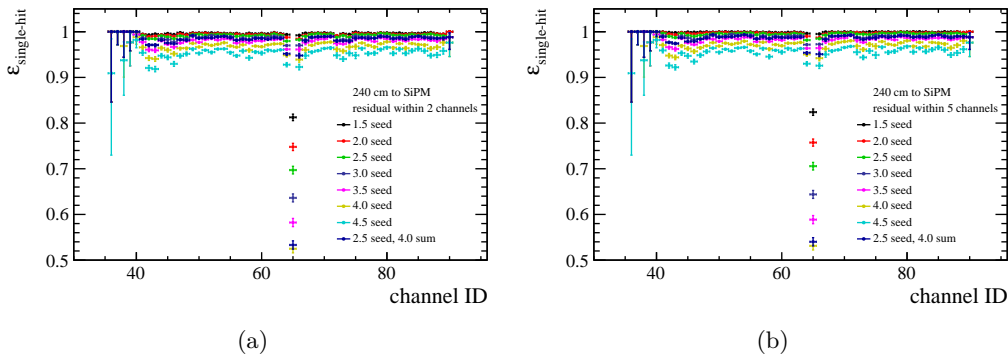 ε single-hit
1
0.9
0.8
0.7
0.6
0.5
240 cm to SiPM
residual within 2 channels
1.5 seed
2.0 seed
2.5 seed
3.0 seed
3.5 seed
4.0 seed
4.5 seed
2.5 seed, 4.0 sum
40 60 80
channel ID
(a)
ε single-hit
1
0.9
0.8
0.7
0.6
0.5
240 cm to SiPM
residual within 5 channels
1.5 seed
2.0 seed
2.5 seed
3.0 seed
3.5 seed
4.0 seed
4.5 seed
2.5 seed, 4.0 sum
40 60 80
channel ID
(b)